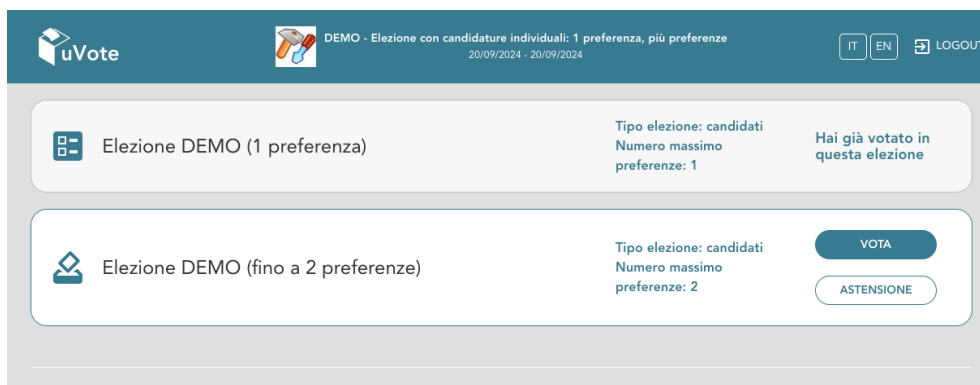 uVote
DEMO - Elezione con candidature individuali: 1 preferenza, più preferenze
20/09/2024 - 20/09/2024
IT EN LOGOUT
Elezione DEMO (1 preferenza)
Tipo elezione: candidati
Numero massimo
preferenze: 1
Hai già votato in
questa elezione
Elezione DEMO (fino a 2 preferenze)
Tipo elezione: candidati
Numero massimo
preferenze: 2
VOTA
ASTENSIONE